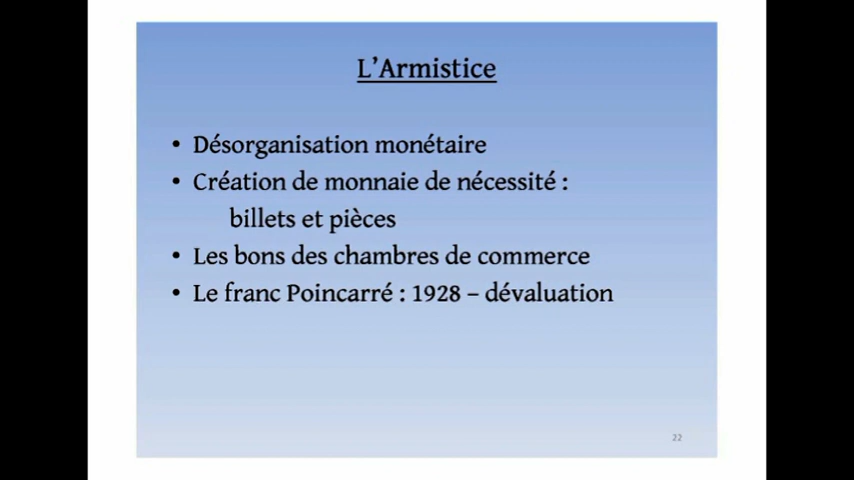 L’Armistice
• Désorganisation monétaire
• Création de monnaie de nécessité :
billets et pièces
• Les bons des chambres de commerce
• Le franc Poincarré : 1928 – dévaluation
22